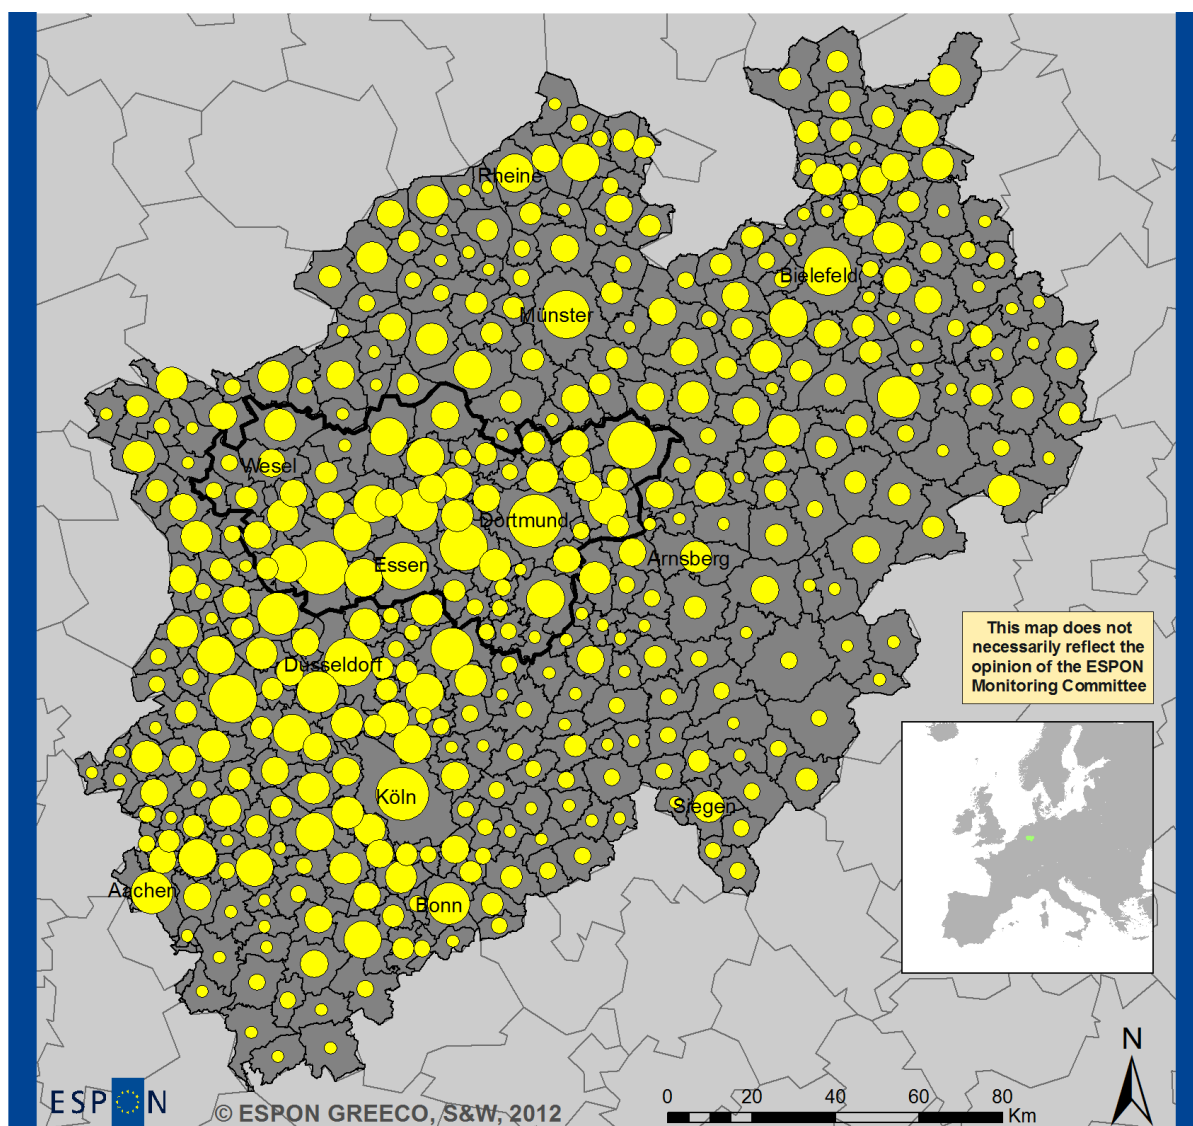 Rheine
Bielefeld
Münster
Wesel
Dortmund
Essen
Arnsberg
This map does not
necessarily reflect the
opinion of the ESPON
Monitoring Committee
Düsseldorf
Köln
Siegen
Aachen
Bonn
N
ESPON
© ESPON GREECO, S&W, 2012
0 20 40 60 80
Km